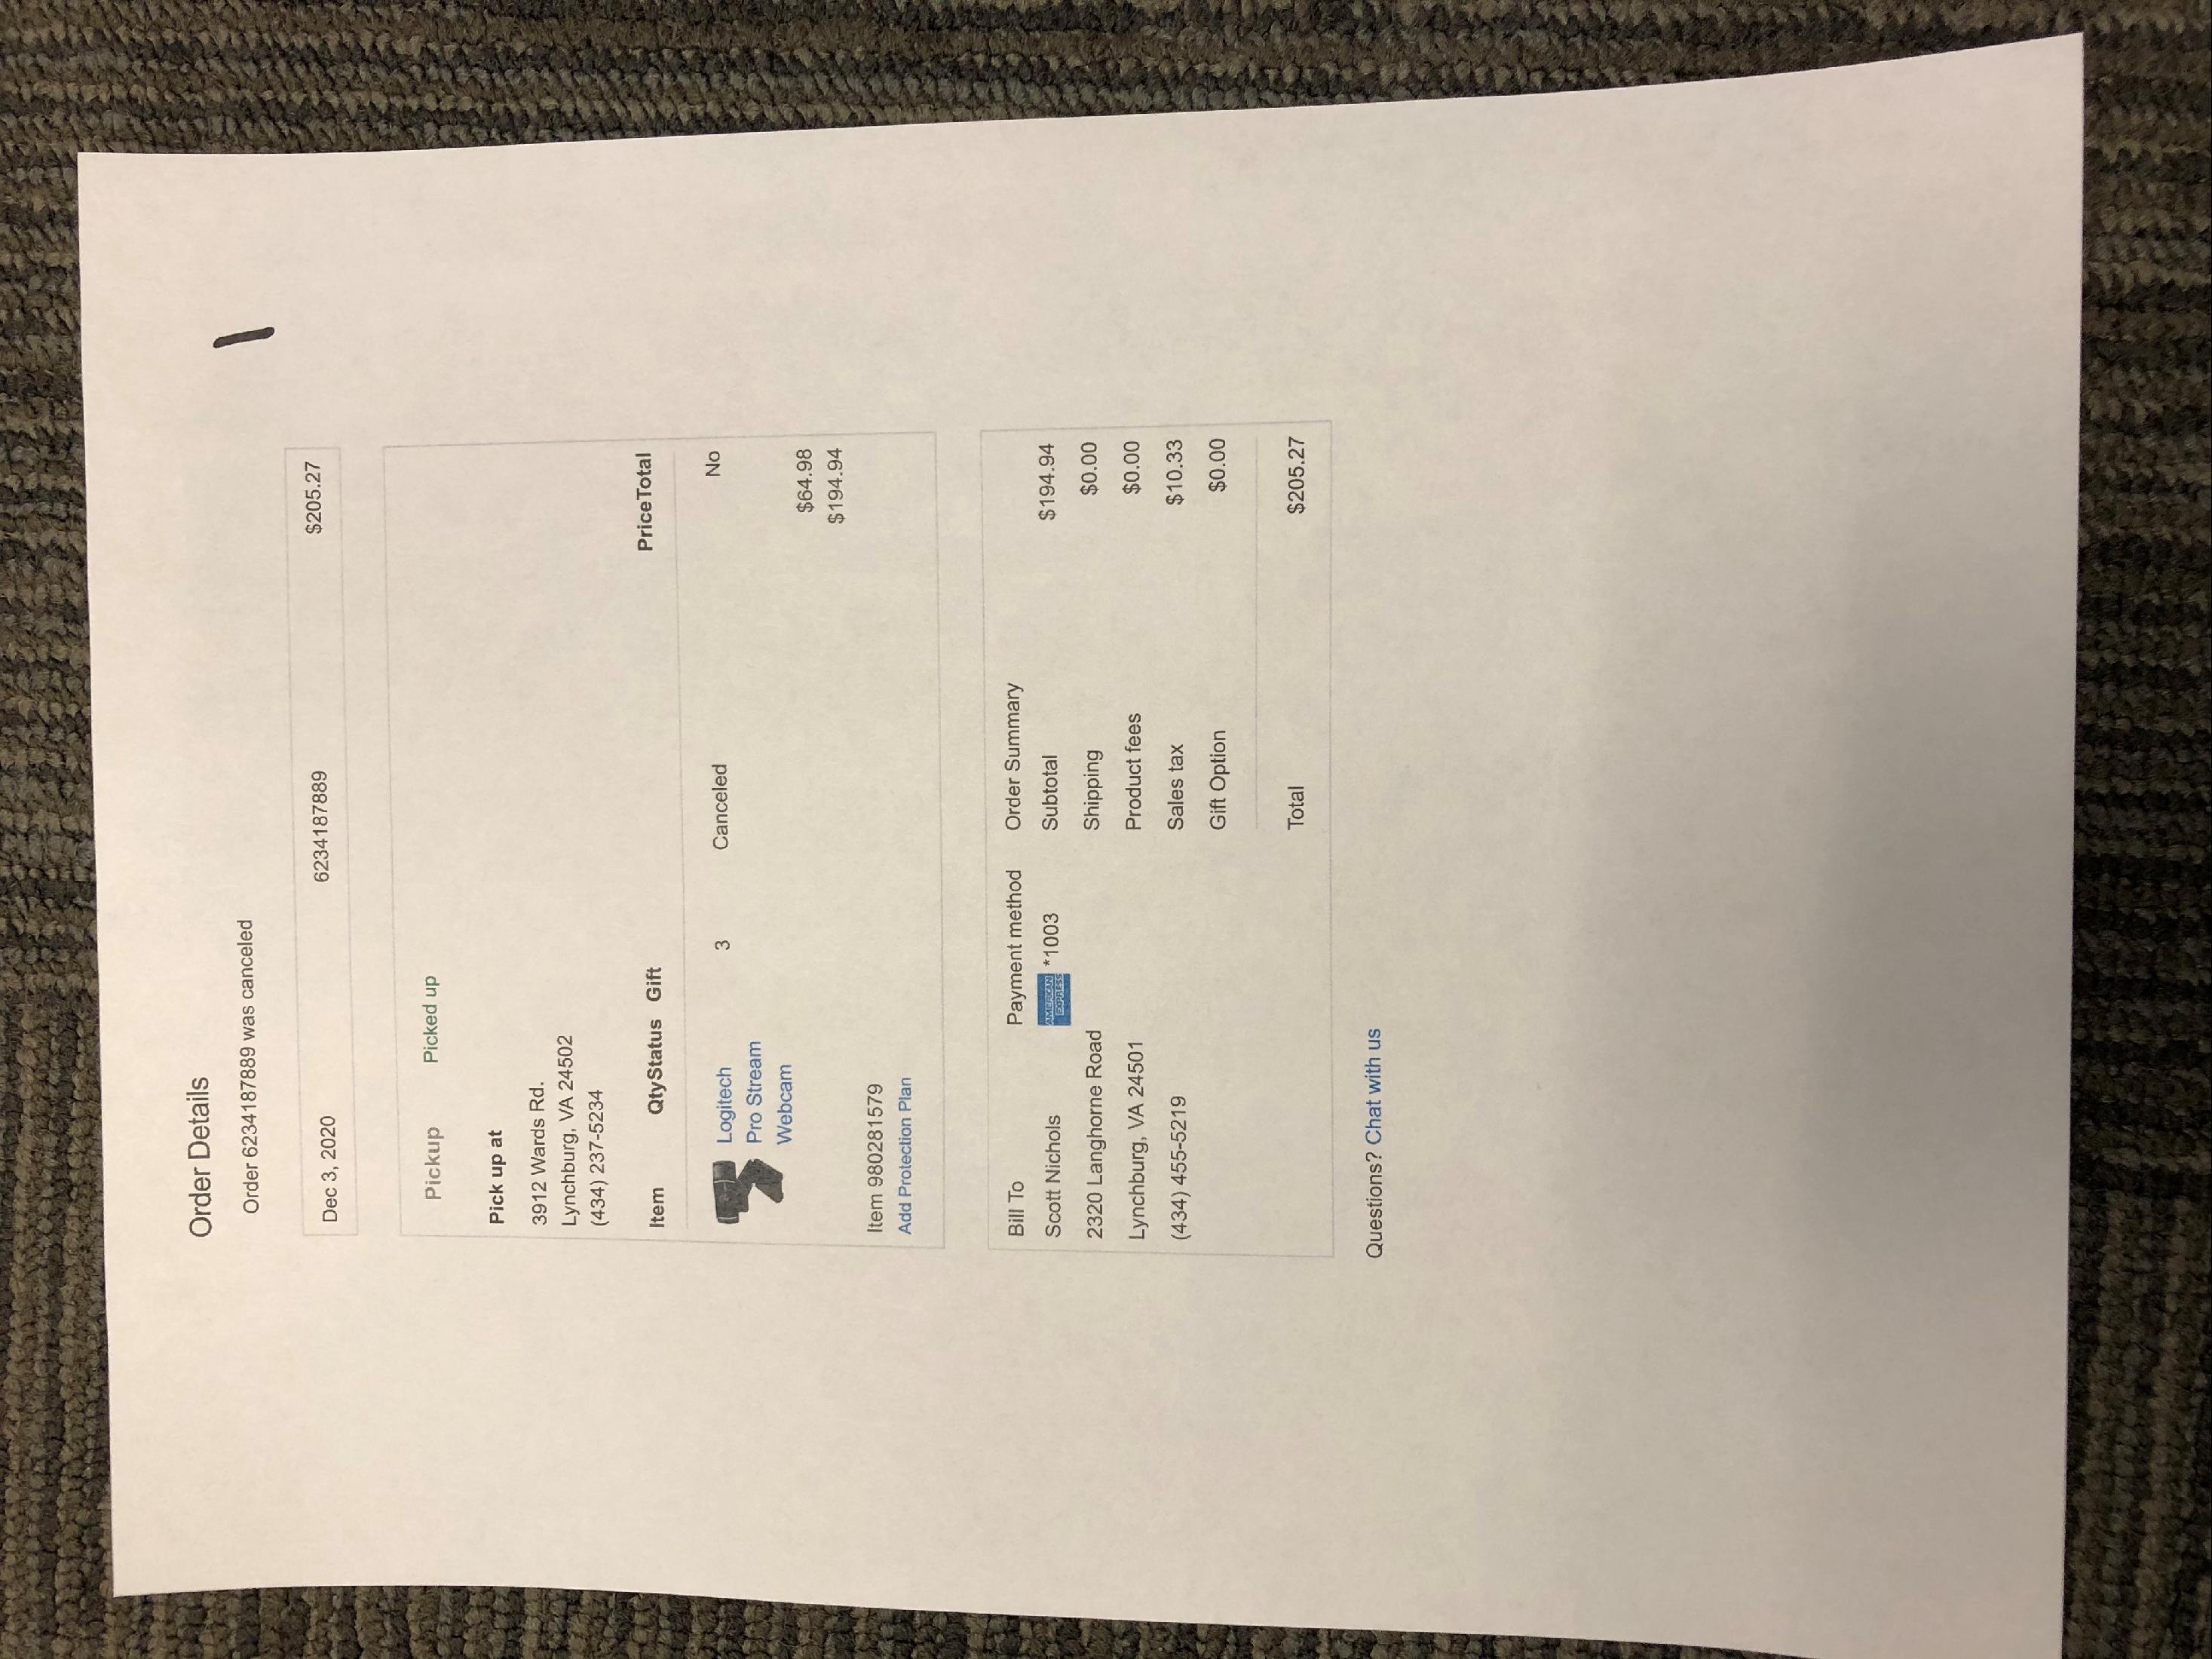 Order Details
Order 6234187889 was canceled
Dec 3, 2020 6234187889 $205.27
Pickup Picked up
Pick up at
3912 Wards Rd.
Lynchburg, VA 24502
(434) 237-5234
Item QtyStatus Gift PriceTotal
Logitech 3 Canceled No
Pro Stream
Webcam
$64.98
$194.94
Item 980281579
Add Protection Plan
Bill To Payment method Order Summary
Scott Nichols AMERICAN EXPRESS *1003 Subtotal $194.94
2320 Langhorne Road Shipping $0.00
Lynchburg, VA 24501 Product fees $0.00
(434) 455-5219 Sales tax $10.33
Gift Option $0.00
Total $205.27
Questions? Chat with us